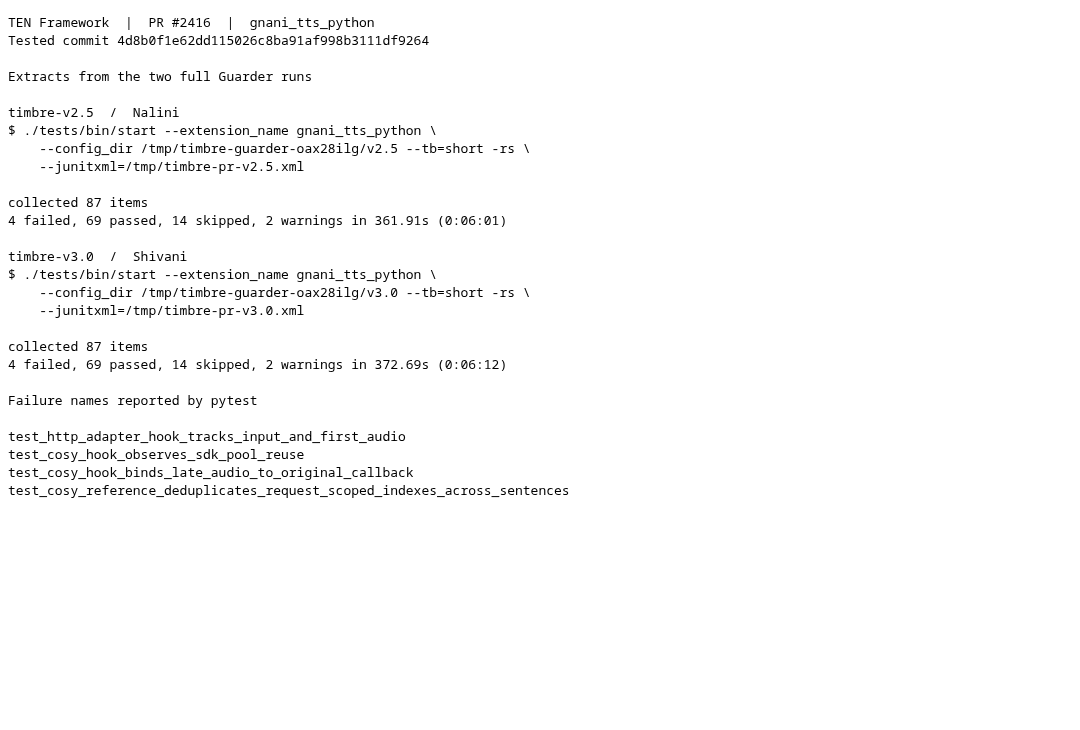 TEN Framework  |  PR #2416  |  gnani_tts_python
Tested commit 4d8b0f1e62dd115026c8ba91af998b3111df9264
Extracts from the two full Guarder runs
timbre-v2.5  /  Nalini
$ ./tests/bin/start --extension_name gnani_tts_python \
    --config_dir /tmp/timbre-guarder-oax28ilg/v2.5 --tb=short -rs \
    --junitxml=/tmp/timbre-pr-v2.5.xml
collected 87 items
4 failed, 69 passed, 14 skipped, 2 warnings in 361.91s (0:06:01)
timbre-v3.0  /  Shivani
$ ./tests/bin/start --extension_name gnani_tts_python \
    --config_dir /tmp/timbre-guarder-oax28ilg/v3.0 --tb=short -rs \
    --junitxml=/tmp/timbre-pr-v3.0.xml
collected 87 items
4 failed, 69 passed, 14 skipped, 2 warnings in 372.69s (0:06:12)
Failure names reported by pytest
test_http_adapter_hook_tracks_input_and_first_audio
test_cosy_hook_observes_sdk_pool_reuse
test_cosy_hook_binds_late_audio_to_original_callback
test_cosy_reference_deduplicates_request_scoped_indexes_across_sentences